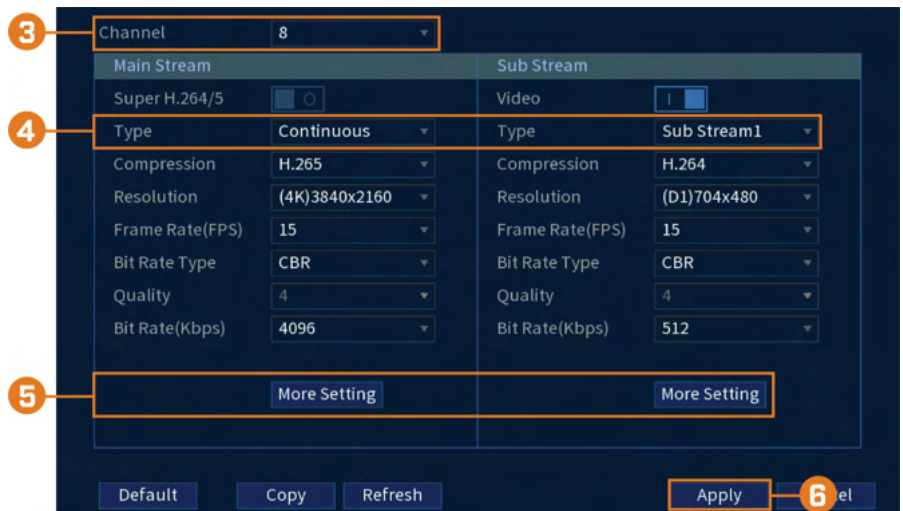 3 Channel 8
Main Stream Sub Stream
Super H.264/5 O Video I
4 Type Continuous Type Sub Stream1
Compression H.265 Compression H.264
Resolution (4K)3840x2160 Resolution (D1)704x480
Frame Rate(FPS) 15 Frame Rate(FPS) 15
Bit Rate Type CBR Bit Rate Type CBR
Quality 4 Quality 4
Bit Rate(Kbps) 4096 Bit Rate(Kbps) 512
5 More Setting More Setting
Default Copy Refresh Apply 6 el